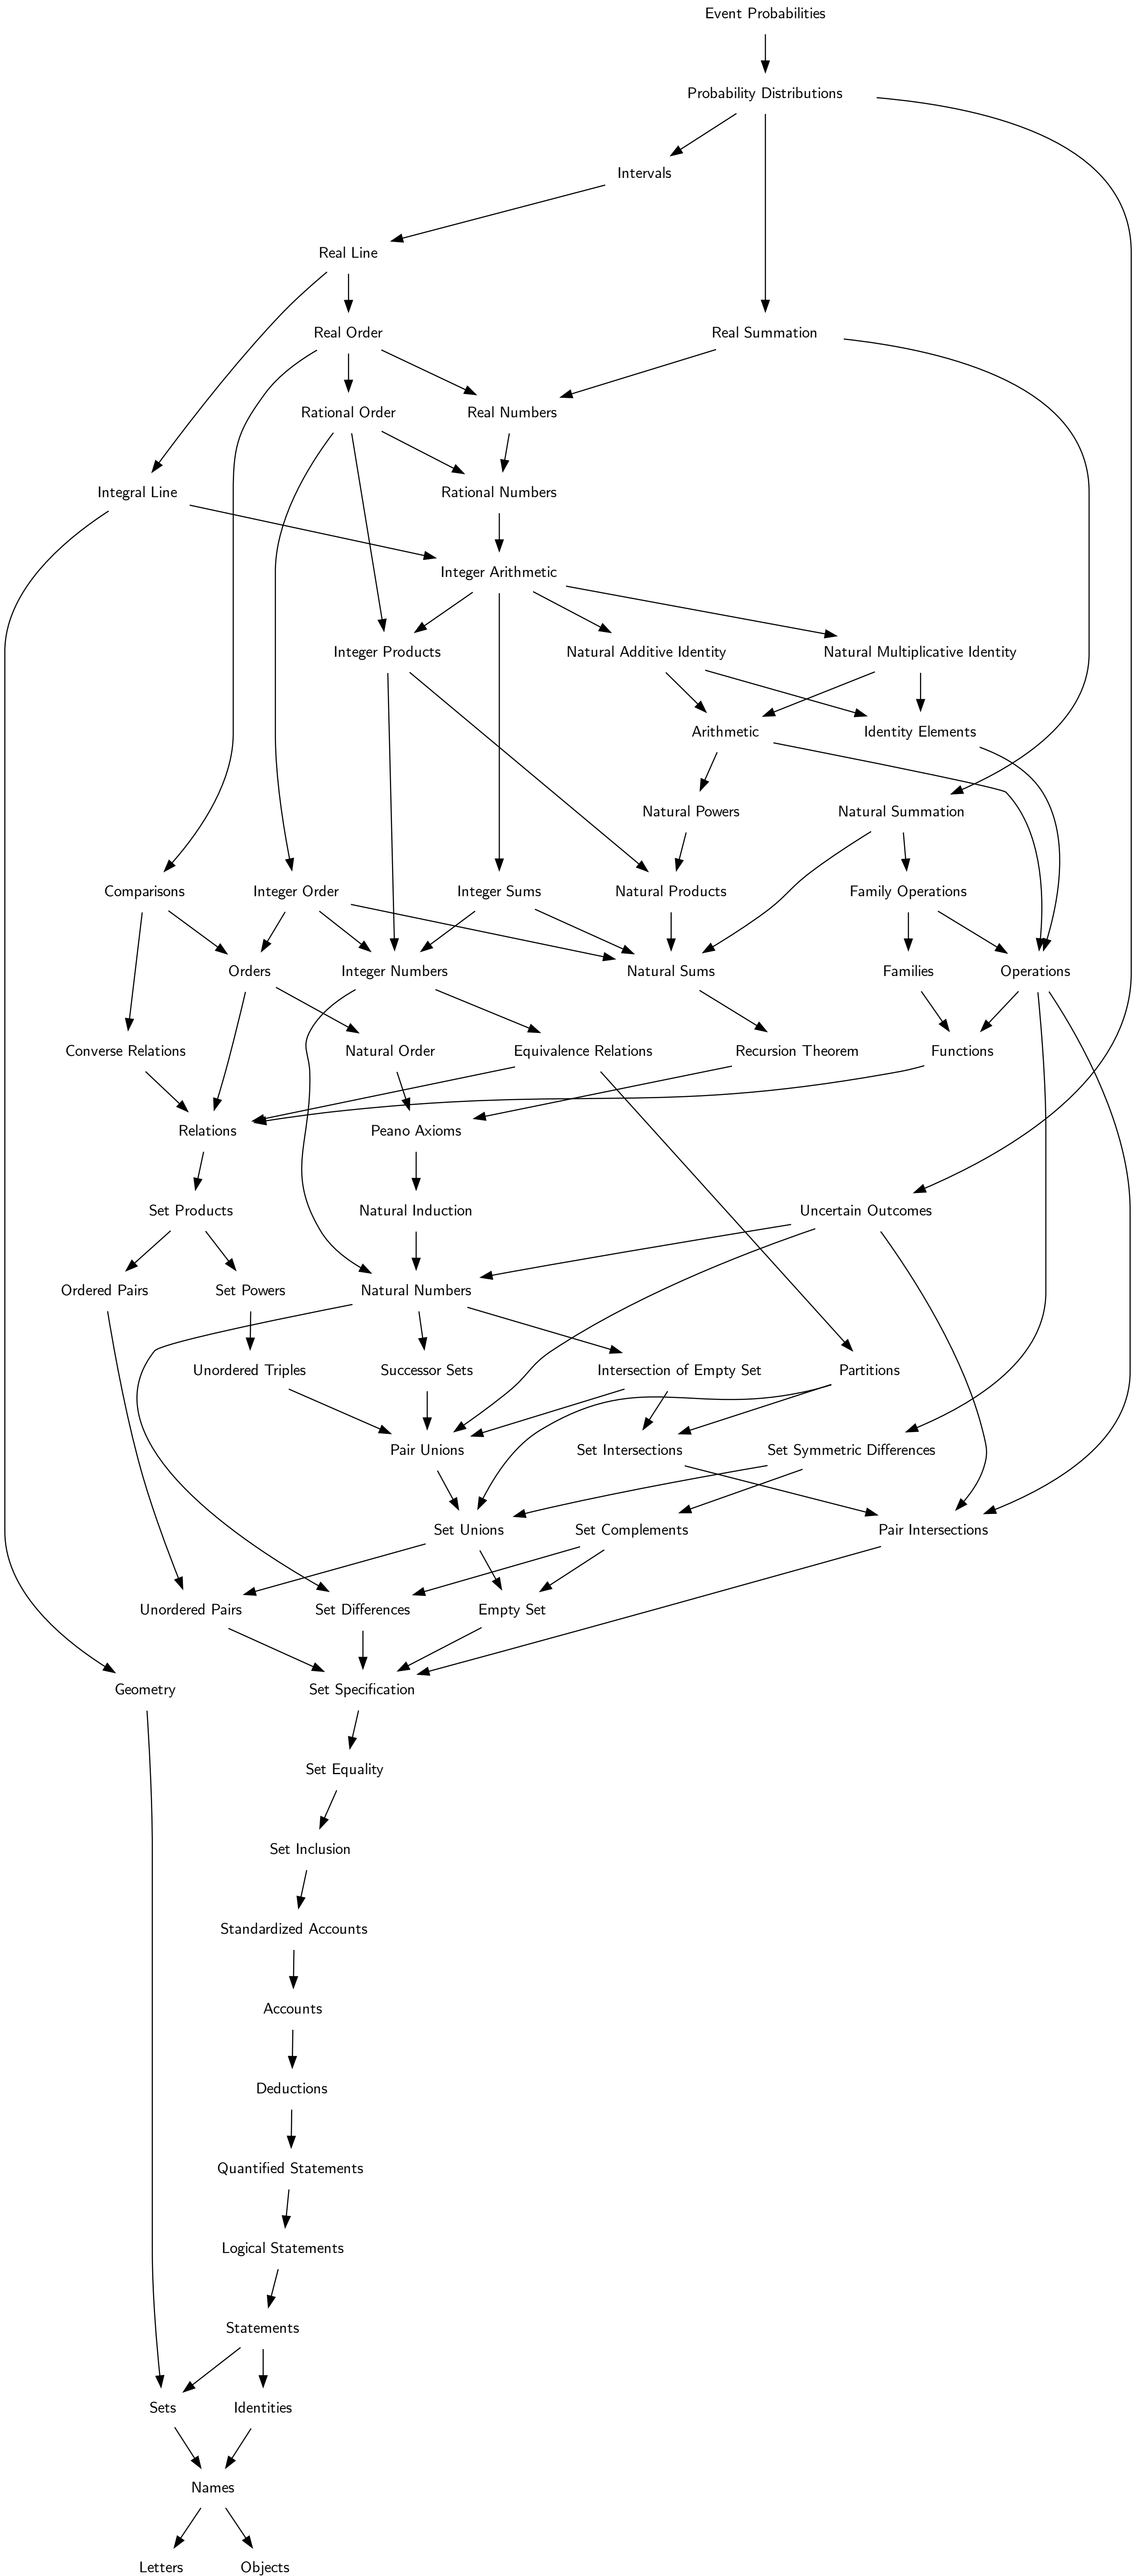 Event Probabilities
Probability Distributions
Intervals
Real Line
Real Order
Real Summation
Rational Order
Real Numbers
Integral Line
Rational Numbers
Integer Arithmetic
Integer Products
Natural Additive Identity
Natural Multiplicative Identity
Arithmetic
Identity Elements
Natural Powers
Natural Summation
Comparisons
Integer Order
Integer Sums
Natural Products
Family Operations
Orders
Integer Numbers
Natural Sums
Families
Operations
Converse Relations
Natural Order
Equivalence Relations
Recursion Theorem
Functions
Relations
Peano Axioms
Set Products
Natural Induction
Uncertain Outcomes
Ordered Pairs
Set Powers
Natural Numbers
Unordered Triples
Successor Sets
Intersection of Empty Set
Partitions
Pair Unions
Set Intersections
Set Symmetric Differences
Set Unions
Set Complements
Pair Intersections
Unordered Pairs
Set Differences
Empty Set
Geometry
Set Specification
Set Equality
Set Inclusion
Standardized Accounts
Accounts
Deductions
Quantified Statements
Logical Statements
Statements
Sets
Identities
Names
Letters
Objects